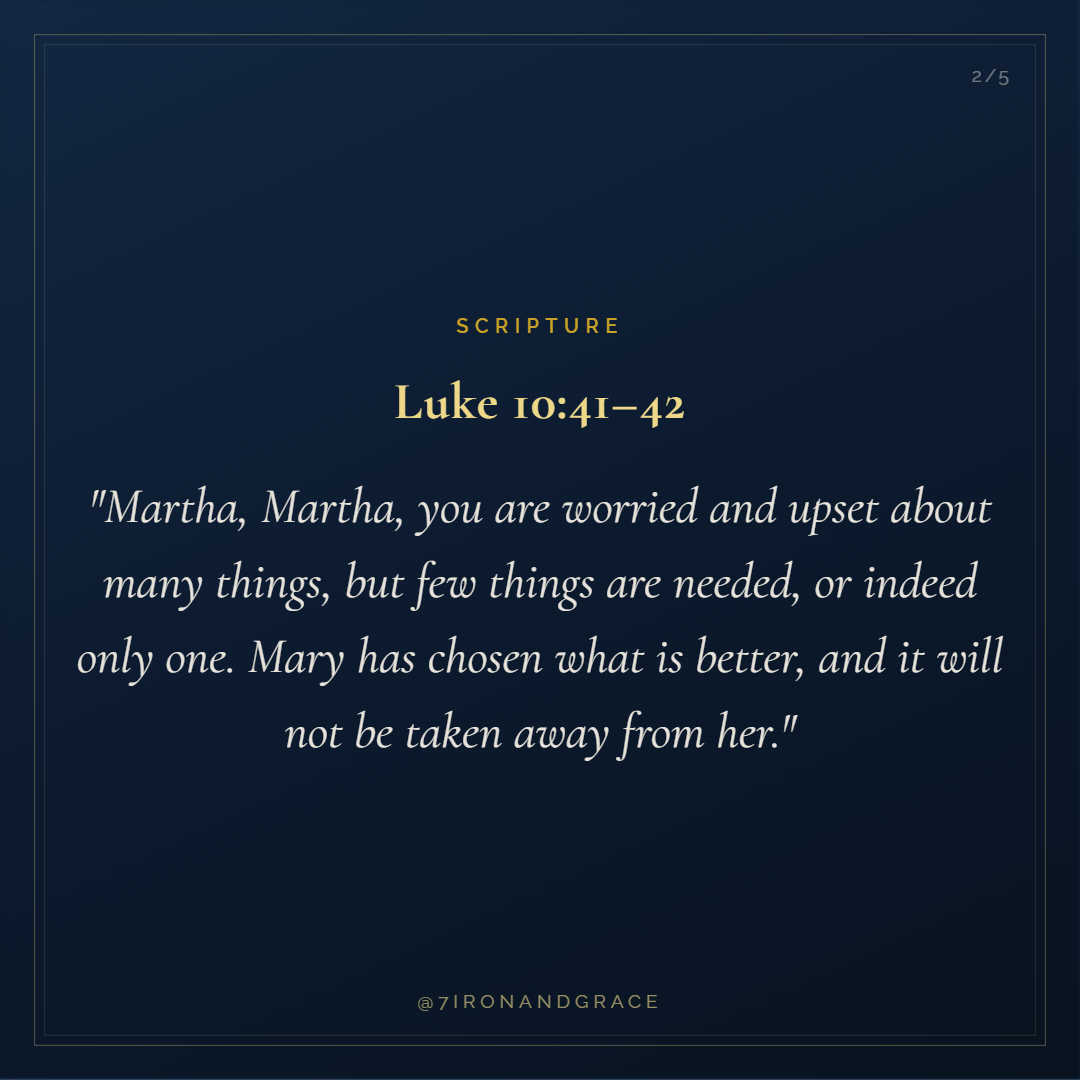 2/5
SCRIPTURE
Luke 10:41–42
"Martha, Martha, you are worried and upset about
many things, but few things are needed, or indeed
only one. Mary has chosen what is better, and it will
not be taken away from her."
@7IRONANDGRACE